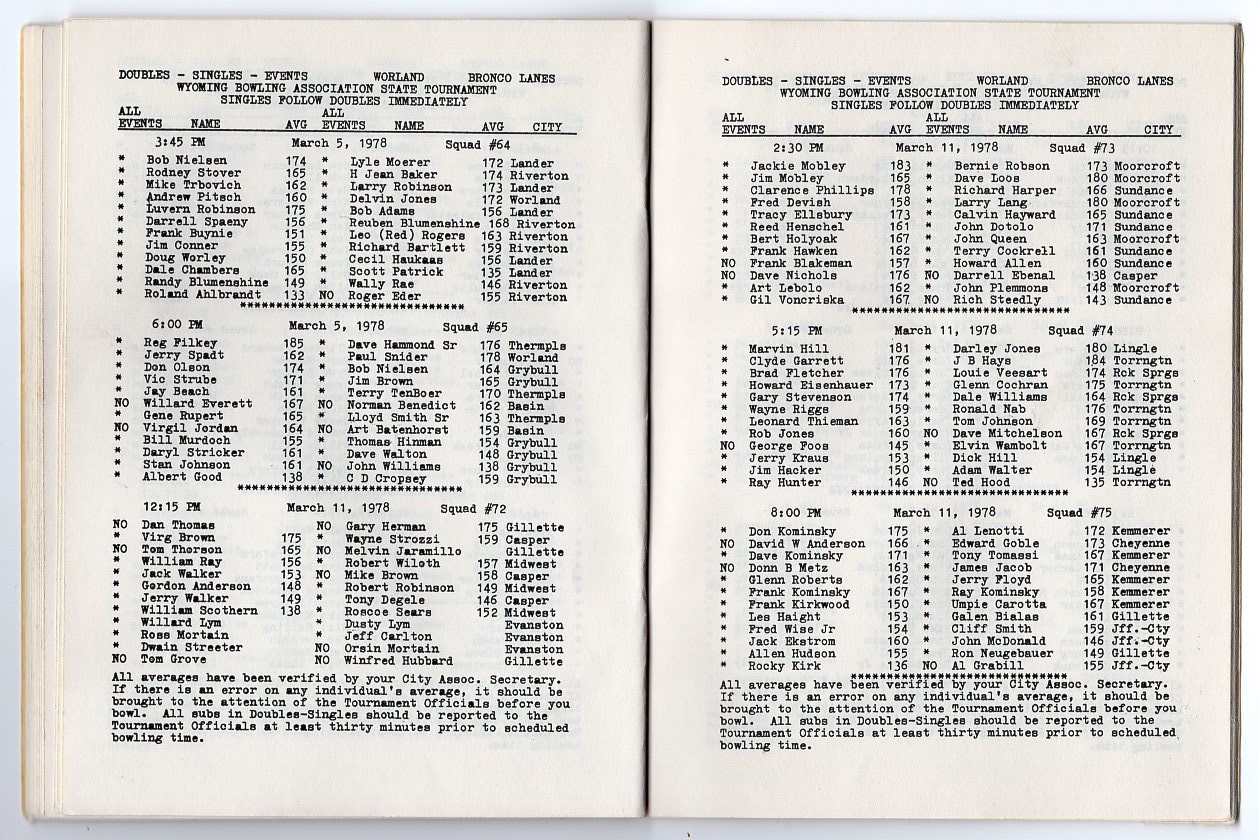 DOUBLES - SINGLES - EVENTS WORLAND BRONCO LANES
WYOMING BOWLING ASSOCIATION STATE TOURNAMENT
SINGLES FOLLOW DOUBLES IMMEDIATELY
ALL ALL
EVENTS NAME AVG EVENTS NAME AVG CITY
3:45 PM March 5, 1978 Squad #64
* Bob Nielsen 174 * Lyle Moerer 172 Lander
* Rodney Stover 165 * H Jean Baker 174 Riverton
* Mike Trbovich 162 * Larry Robinson 173 Lander
* Andrew Pitsch 160 * Delvin Jones 172 Worland
* Luvern Robinson 175 * Bob Adams 156 Lander
* Darrell Spaeny 156 * Reuben Blumenshine 168 Riverton
* Frank Buynie 151 * Leo (Red) Rogers 163 Riverton
* Jim Conner 155 * Richard Bartlett 159 Riverton
* Doug Worley 150 * Cecil Haukaas 156 Lander
* Dale Chambers 165 * Scott Patrick 135 Lander
* Randy Blumenshine 149 * Wally Rae 146 Riverton
* Roland Ahlbrandt 133 NO Roger Eder 155 Riverton
********************************
6:00 PM March 5, 1978 Squad #65
* Reg Filkey 185 * Dave Hammond Sr 176 Thermpls
* Jerry Spadt 162 * Paul Snider 178 Worland
* Don Olson 174 * Bob Nielsen 164 Grybull
* Vic Strube 171 * Jim Brown 165 Grybull
* Jay Beach 161 * Terry TenBoer 170 Thermpls
NO Willard Everett 167 NO Norman Benedict 162 Basin
* Gene Rupert 165 * Lloyd Smith Sr 163 Thermpls
NO Virgil Jordan 164 NO Art Batenhorst 159 Basin
* Bill Murdoch 155 * Thomas Hinman 154 Grybull
* Daryl Stricker 161 * Dave Walton 148 Grybull
* Stan Johnson 161 NO John Williams 138 Grybull
* Albert Good 138 * C D Cropsey 159 Grybull
********************************
12:15 PM March 11, 1978 Squad #72
NO Dan Thomas NO Gary Herman 175 Gillette
* Virg Brown 175 * Wayne Strozzi 159 Casper
NO Tom Thorson 165 NO Melvin Jaramillo Gillette
* William Ray 156 * Robert Wiloth 157 Midwest
* Jack Walker 153 NO Mike Brown 158 Casper
* Gordon Anderson 148 * Robert Robinson 149 Midwest
* Jerry Walker 149 * Tony Degele 146 Casper
* William Scothern 138 * Roscoe Sears 152 Midwest
* Willard Lym * Dusty Lym Evanston
* Ross Mortain * Jeff Carlton Evanston
* Dwain Streeter NO Orsin Mortain Evanston
NO Tom Grove NO Winfred Hubbard Gillette
All averages have been verified by your City Assoc. Secretary.
If there is an error on any individual's average, it should be
brought to the attention of the Tournament Officials before you
bowl. All subs in Doubles-Singles should be reported to the
Tournament Officials at least thirty minutes prior to scheduled
bowling time.
DOUBLES - SINGLES - EVENTS WORLAND BRONCO LANES
WYOMING BOWLING ASSOCIATION STATE TOURNAMENT
SINGLES FOLLOW DOUBLES IMMEDIATELY
ALL ALL
EVENTS NAME AVG EVENTS NAME AVG CITY
2:30 PM March 11, 1978 Squad #73
* Jackie Mobley 183 * Bernie Robson 173 Moorcroft
* Jim Mobley 165 * Dave Loos 180 Moorcroft
* Clarence Phillips 178 * Richard Harper 166 Sundance
* Fred Devish 158 * Larry Lang 180 Moorcroft
* Tracy Ellsbury 173 * Calvin Hayward 165 Sundance
* Reed Henschel 161 * John Dotolo 171 Sundance
* Bert Holyoak 167 * John Queen 163 Moorcroft
* Frank Hawken 162 * Terry Cockrell 161 Sundance
NO Frank Blakeman 157 * Howard Allen 160 Sundance
NO Dave Nichols 176 NO Darrell Ebenal 138 Casper
* Art Lebolo 162 * John Plemmons 148 Moorcroft
* Gil Voncriska 167 NO Rich Steedly 143 Sundance
*******************************
5:15 PM March 11, 1978 Squad #74
* Marvin Hill 181 * Darley Jones 180 Lingle
* Clyde Garrett 176 * J B Hays 184 Torrngtn
* Brad Fletcher 176 * Louie Veesart 174 Rck Sprgs
* Howard Eisenhauer 173 * Glenn Cochran 175 Torrngtn
* Gary Stevenson 174 * Dale Williams 164 Rck Sprgs
* Wayne Riggs 159 * Ronald Nab 176 Torrngtn
* Leonard Thieman 163 * Tom Johnson 169 Torrngtn
* Rob Jones 160 NO Dave Mitchelson 167 Rck Sprgs
NO George Foos 145 * Elvin Wambolt 167 Torrngtn
* Jerry Kraus 153 * Dick Hill 154 Lingle
* Jim Hacker 150 * Adam Walter 154 Lingle
* Ray Hunter 146 NO Ted Hood 135 Torrngtn
*******************************
8:00 PM March 11, 1978 Squad #75
* Don Kominsky 175 * Al Lenotti 172 Kemmerer
NO David W Anderson 166 * Edward Goble 173 Cheyenne
* Dave Kominsky 171 * Tony Tomassi 167 Kemmerer
NO Donn B Metz 163 * James Jacob 171 Cheyenne
* Glenn Roberts 162 * Jerry Floyd 165 Kemmerer
* Frank Kominsky 167 * Ray Kominsky 158 Kemmerer
* Frank Kirkwood 150 * Umpie Carotta 167 Kemmerer
* Les Haight 153 * Galen Bialas 161 Gillette
* Fred Wise Jr 154 * Cliff Smith 159 Jff.-Cty
* Jack Ekstrom 160 * John McDonald 146 Jff.-Cty
* Allen Hudson 155 * Ron Neugebauer 149 Gillette
* Rocky Kirk 136 NO Al Grabill 155 Jff.-Cty
*******************************
All averages have been verified by your City Assoc. Secretary.
If there is an error on any individual's average, it should be
brought to the attention of the Tournament Officials before you
bowl. All subs in Doubles-Singles should be reported to the
Tournament Officials at least thirty minutes prior to scheduled
bowling time.